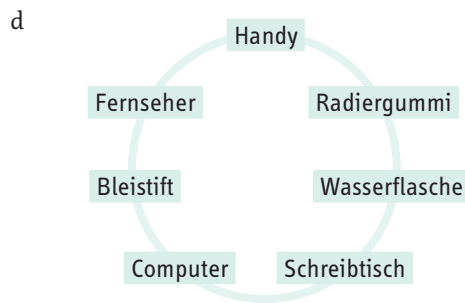 d
Handy
Fernseher
Radiergummi
Bleistift
Wasserflasche
Computer
Schreibtisch